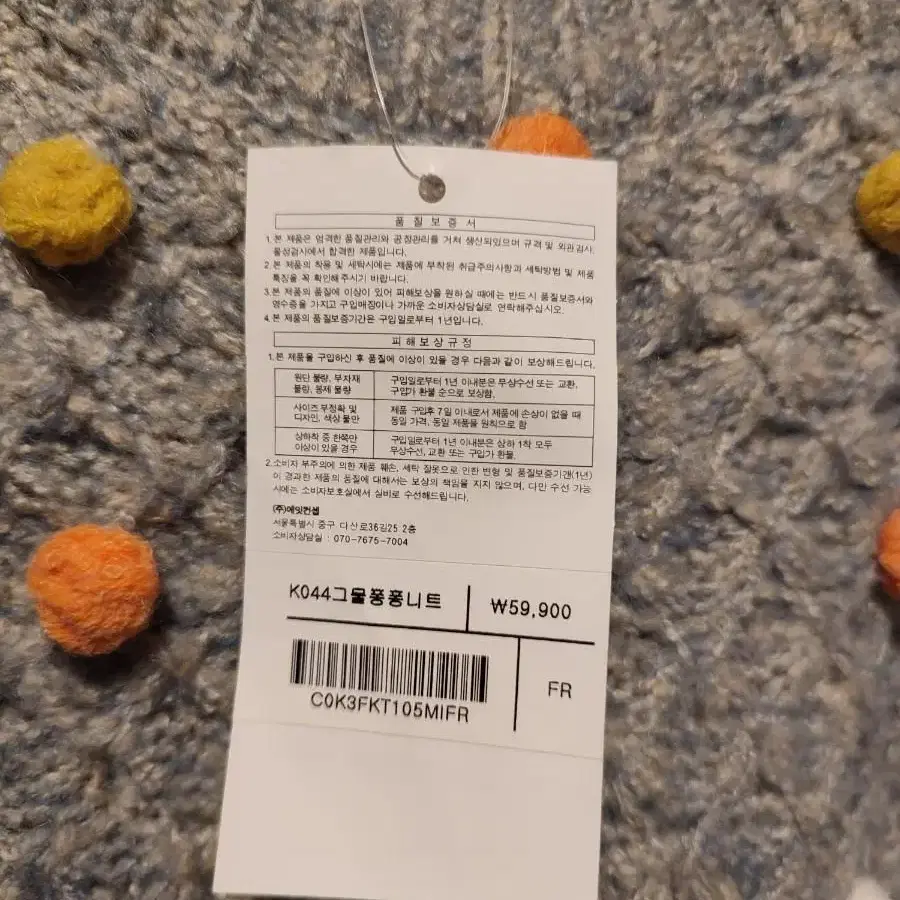 품질보증서
1. 본 제품은 엄격한 품질관리와 공정관리를 거쳐 생산되었으며 규격 및 외관검사,
물성검사에서 합격한 제품입니다.
2. 본 제품의 착용 및 세탁시에는 제품에 부착된 취급주의사항과 세탁방법 및 제품
특징을 꼭 확인해주시기 바랍니다.
3. 본 제품의 품질에 이상이 있어 피해보상을 원하실 때에는 반드시 품질보증서와
영수증을 가지고 구입매장이나 가까운 소비자상담실로 연락해주십시오.
4. 본 제품의 품질보증기간은 구입일로부터 1년입니다.
피해보상규정
1. 본 제품을 구입하신 후 품질에 이상이 있을 경우 다음과 같이 보상해드립니다.
원단 불량, 부자재
불량, 봉제 불량
구입일로부터 1년 이내분은 무상수선 또는 교환,
구입가 환불 순으로 보상함.
사이즈 부정확 및
디자인, 색상 불만
제품 구입후 7일 이내로서 제품에 손상이 없을 때
동일 가격, 동일 제품을 원칙으로 함
상하착 중 한쪽만
이상이 있을 경우
구입일로부터 1년 이내분은 상하 1착 모두
무상수선, 교환 또는 구입가 환불.
2. 소비자 부주의에 의한 제품 훼손, 세탁 잘못으로 인한 변형 및 품질보증기간(1년)
이 경과한 제품의 품질에 대해서는 보상의 책임을 지지 않으며, 다만 수선 가능
시에는 소비자보호실에서 실비로 수선해드립니다.
(주)에잇컨셉
서울특별시 중구 다산로36길25 2층
소비자상담실 : 070-7675-7004
K044그물퐁퐁니트
₩59,900
C0K3FKT105MIFR
FR